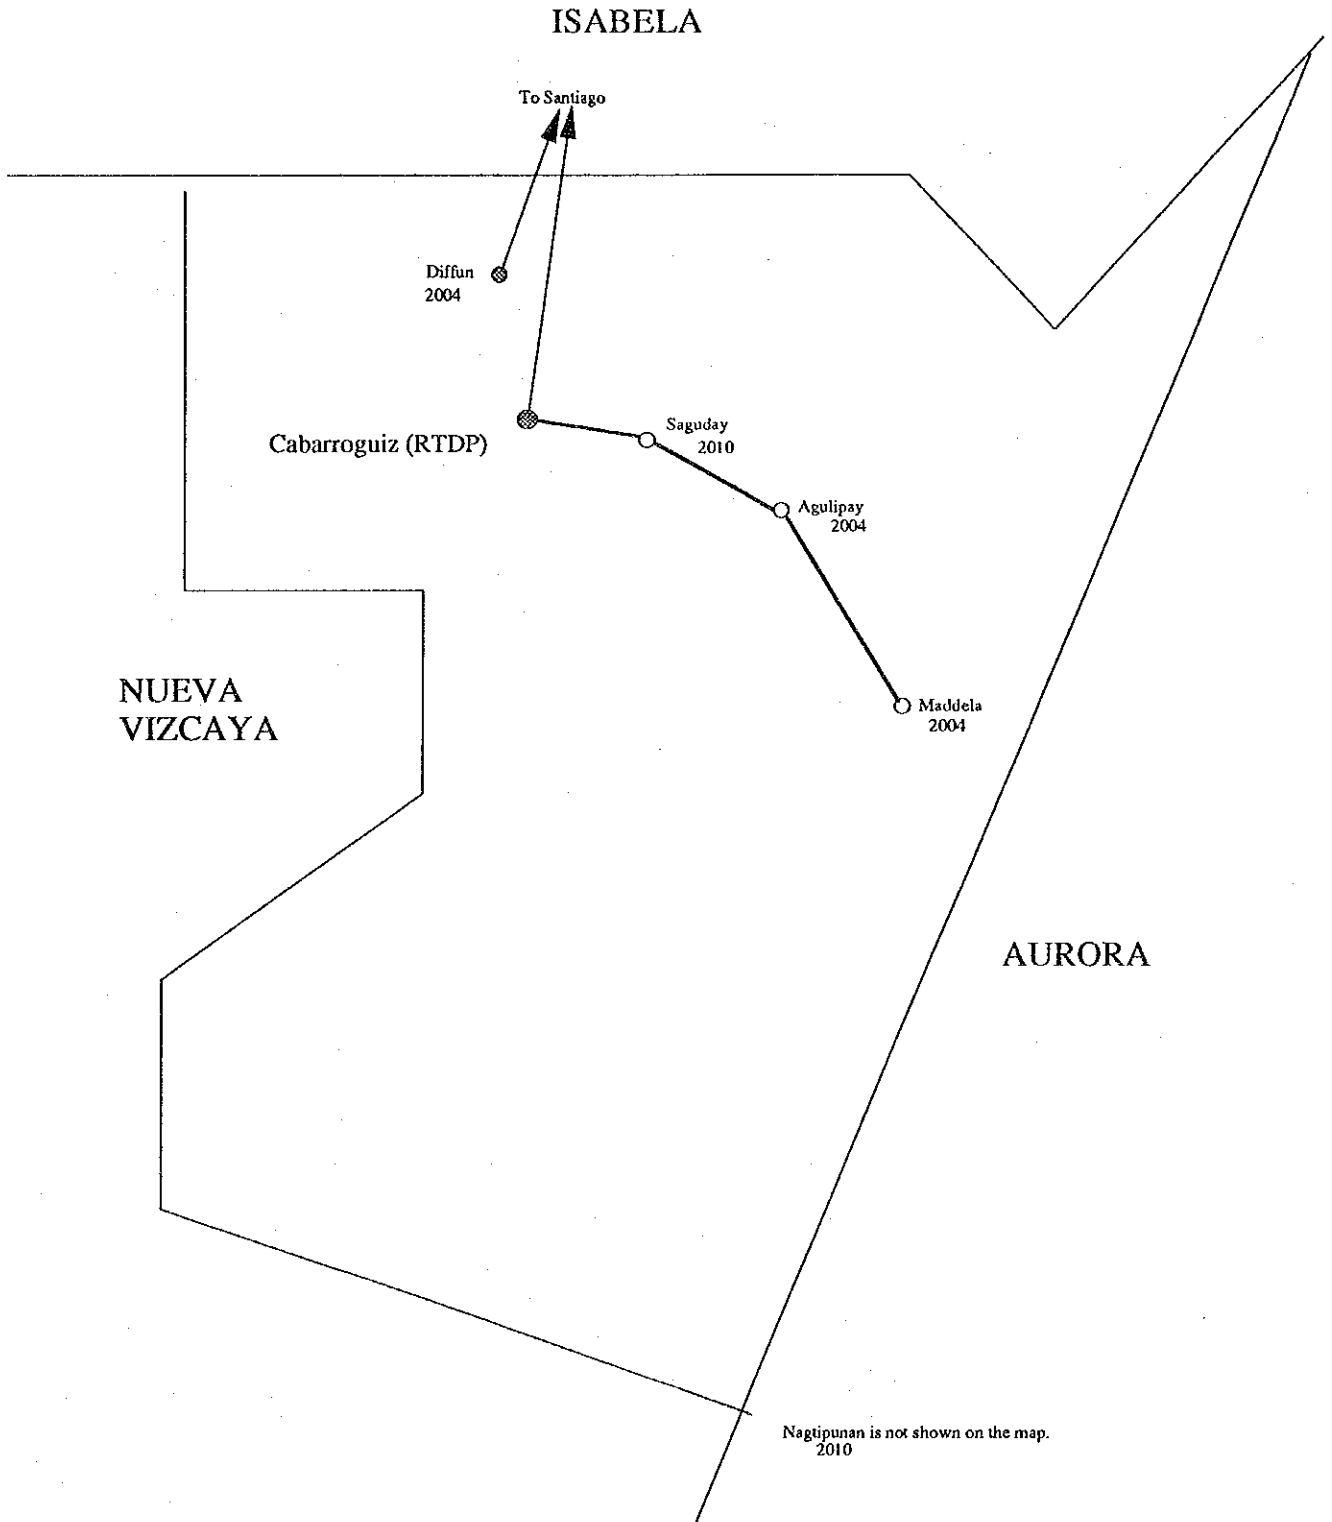 ISABELA
To Santiago
Diffun
2004
Cabarroguiz (RTDP)
Saguday
2010
Agulipay
2004
Maddela
2004
NUEVA
VIZCAYA
AURORA
Nagtipunan is not shown on the map.
2010